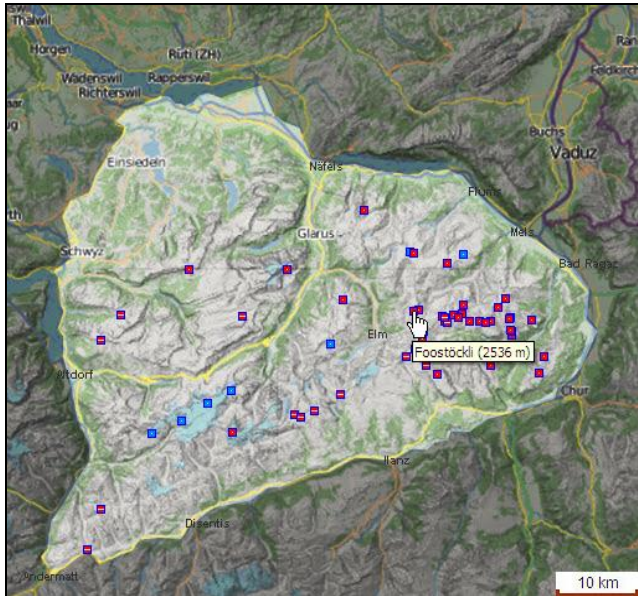 Thalwil
Horgen
Rüti (ZH)
Wädenswil
Rapperswil
Richterswil
Feldkirch
Buchs
Vaduz
Einsiedeln
Näfels
Flums
Glarus
Mels
Schwyz
Bad Ragaz
Elm
Foostöckli (2536 m)
Altdorf
Chur
Ilanz
Disentis
Andermatt
10 km